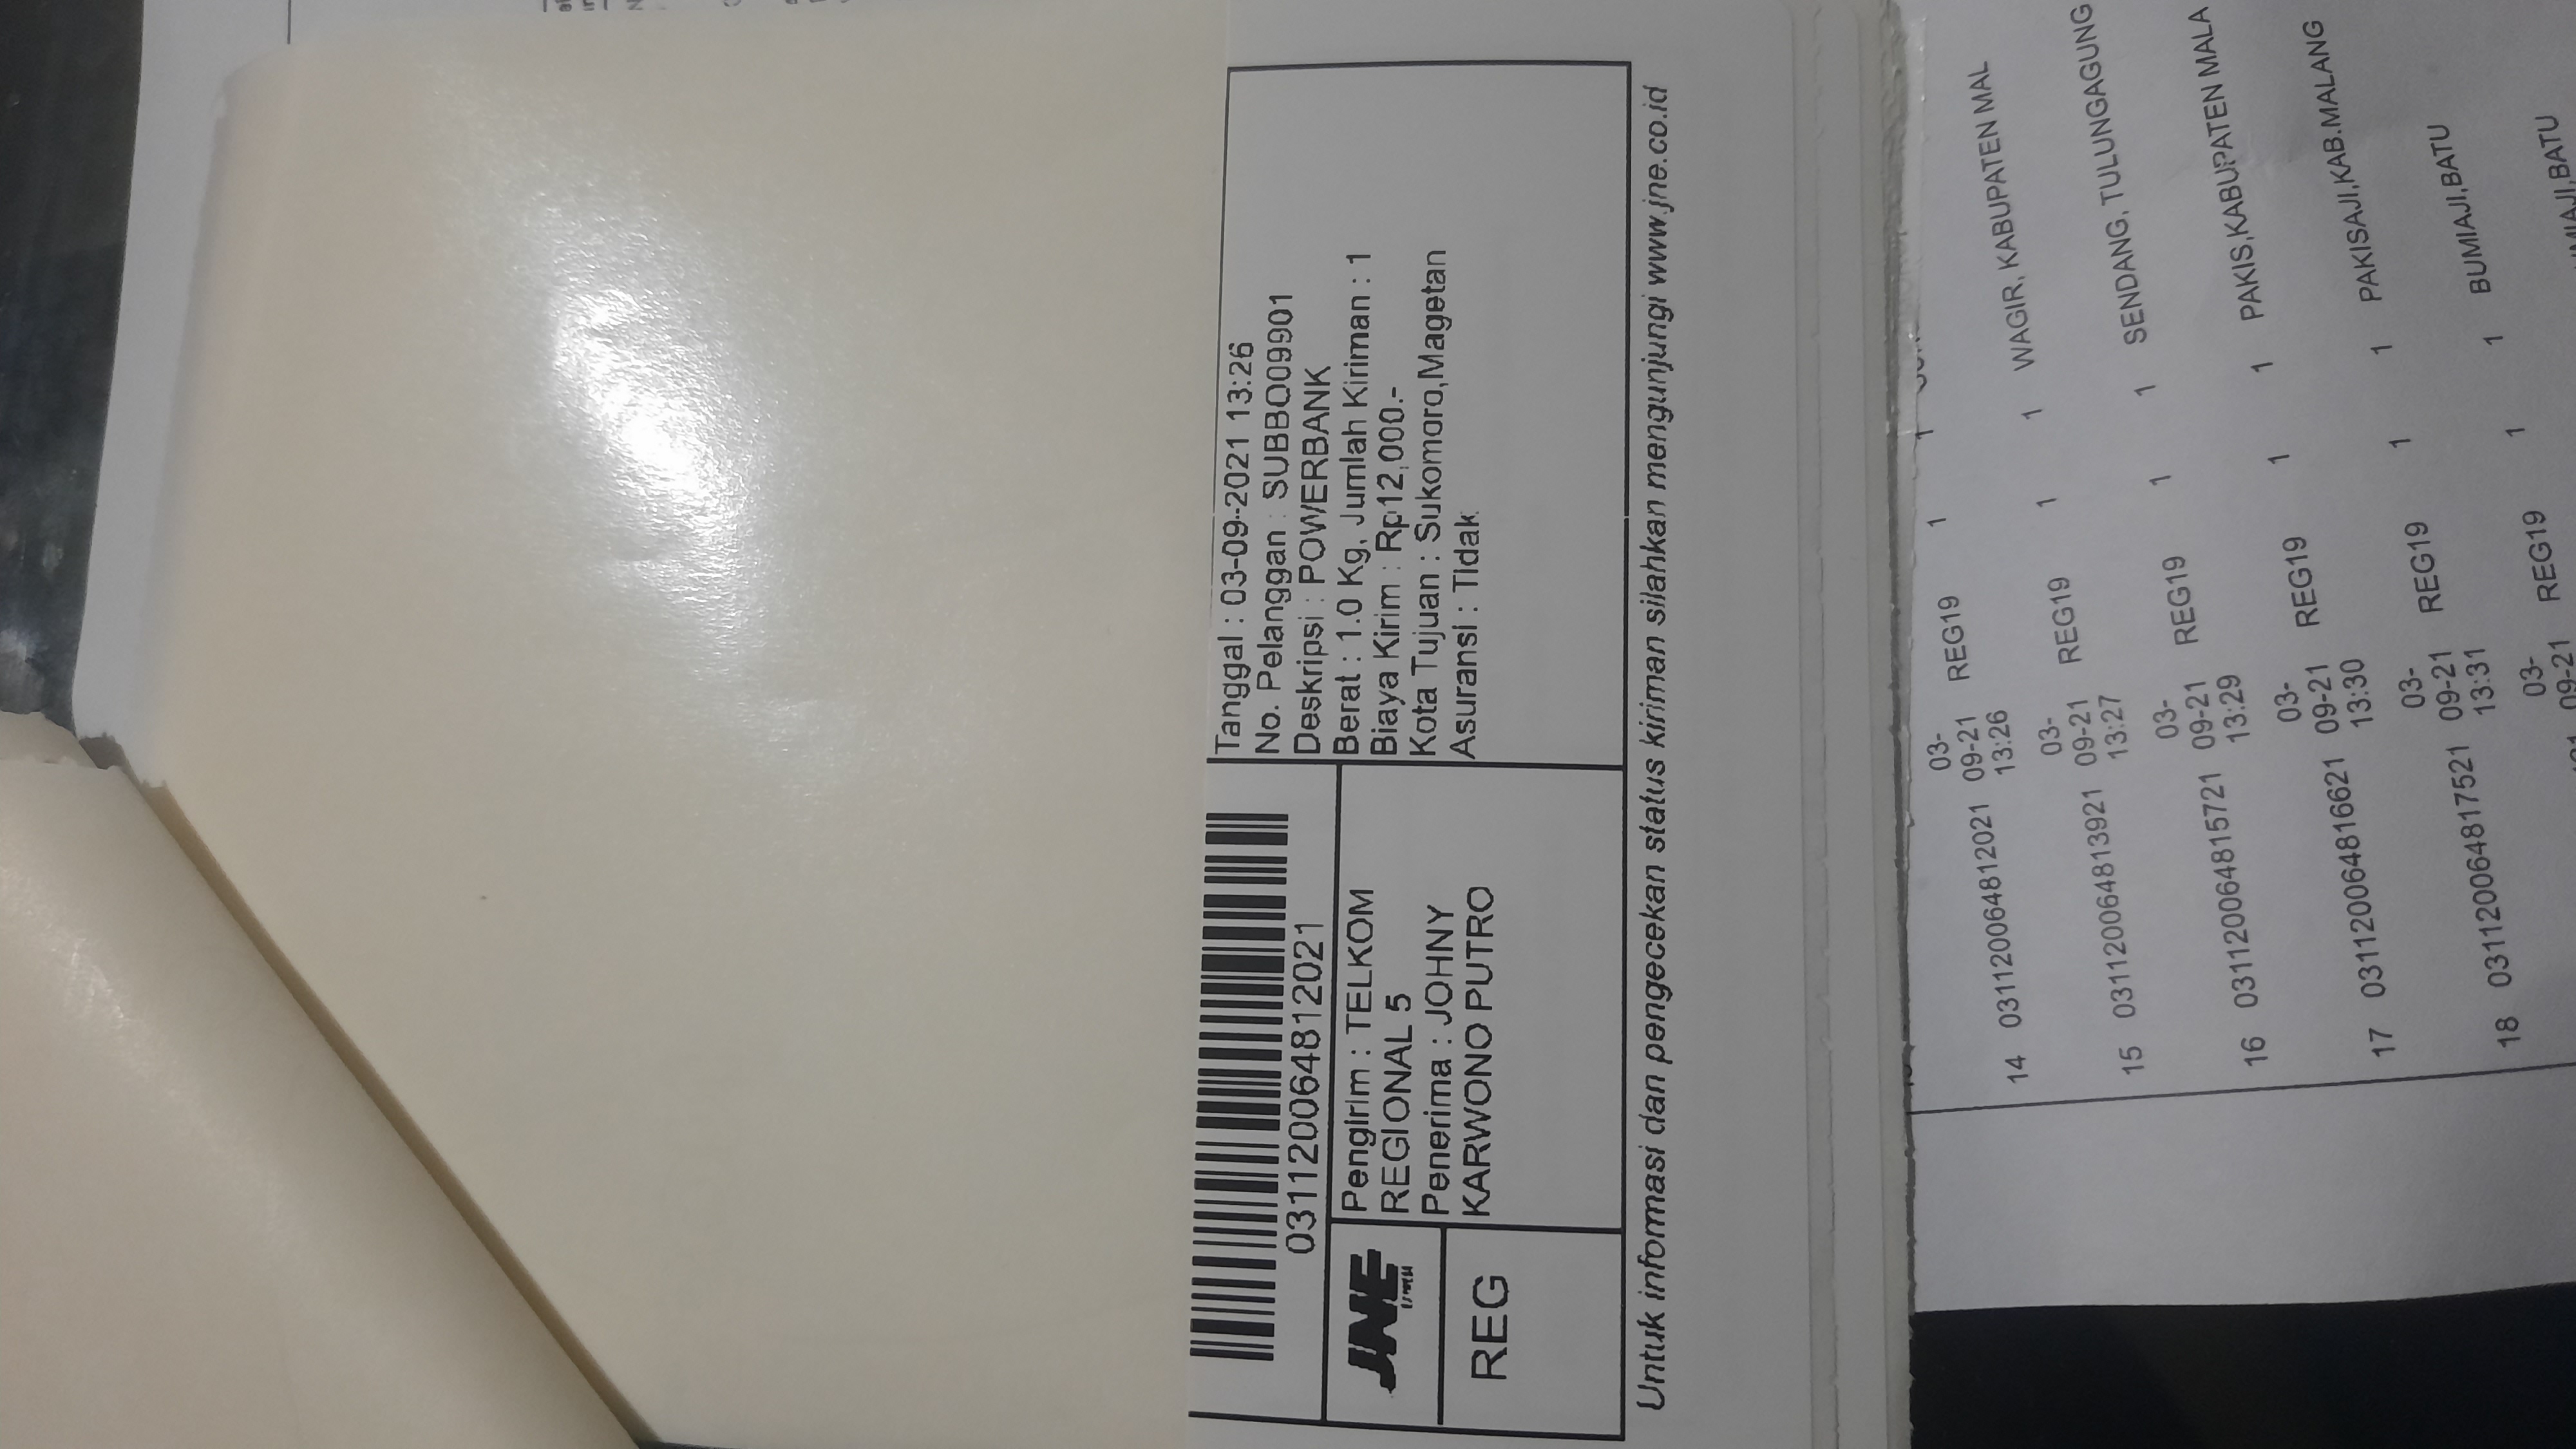 031120064812021
JNE
REG
Pengirim : TELKOM
REGIONAL 5
Penerima : JOHNY
KARWONO PUTRO
Tanggal : 03-09-2021 13:26
No. Pelanggan : SUBBO09901
Deskripsi : POWERBANK
Berat : 1.0 Kg, Jumlah Kiriman : 1
Biaya Kirim : Rp12,000.-
Kota Tujuan : Sukomoro,Magetan
Asuransi : Tidak
Untuk informasi dan pengecekan status kiriman silahkan mengunjungi www.jne.co.id
14 031120064812021 03-09-21 13:26 REG19 1 1 WAGIR, KABUPATEN MAL
15 031120064813921 03-09-21 13:27 REG19 1 1 SENDANG, TULUNGAGUNG
16 031120064815721 03-09-21 13:29 REG19 1 1 PAKIS,KABUPATEN MALA
17 031120064816621 03-09-21 13:30 REG19 1 1 PAKISAJI,KAB.MALANG
18 031120064817521 03-09-21 13:31 REG19 1 1 BUMIAJI,BATU
03-09-21 REG19 1 1